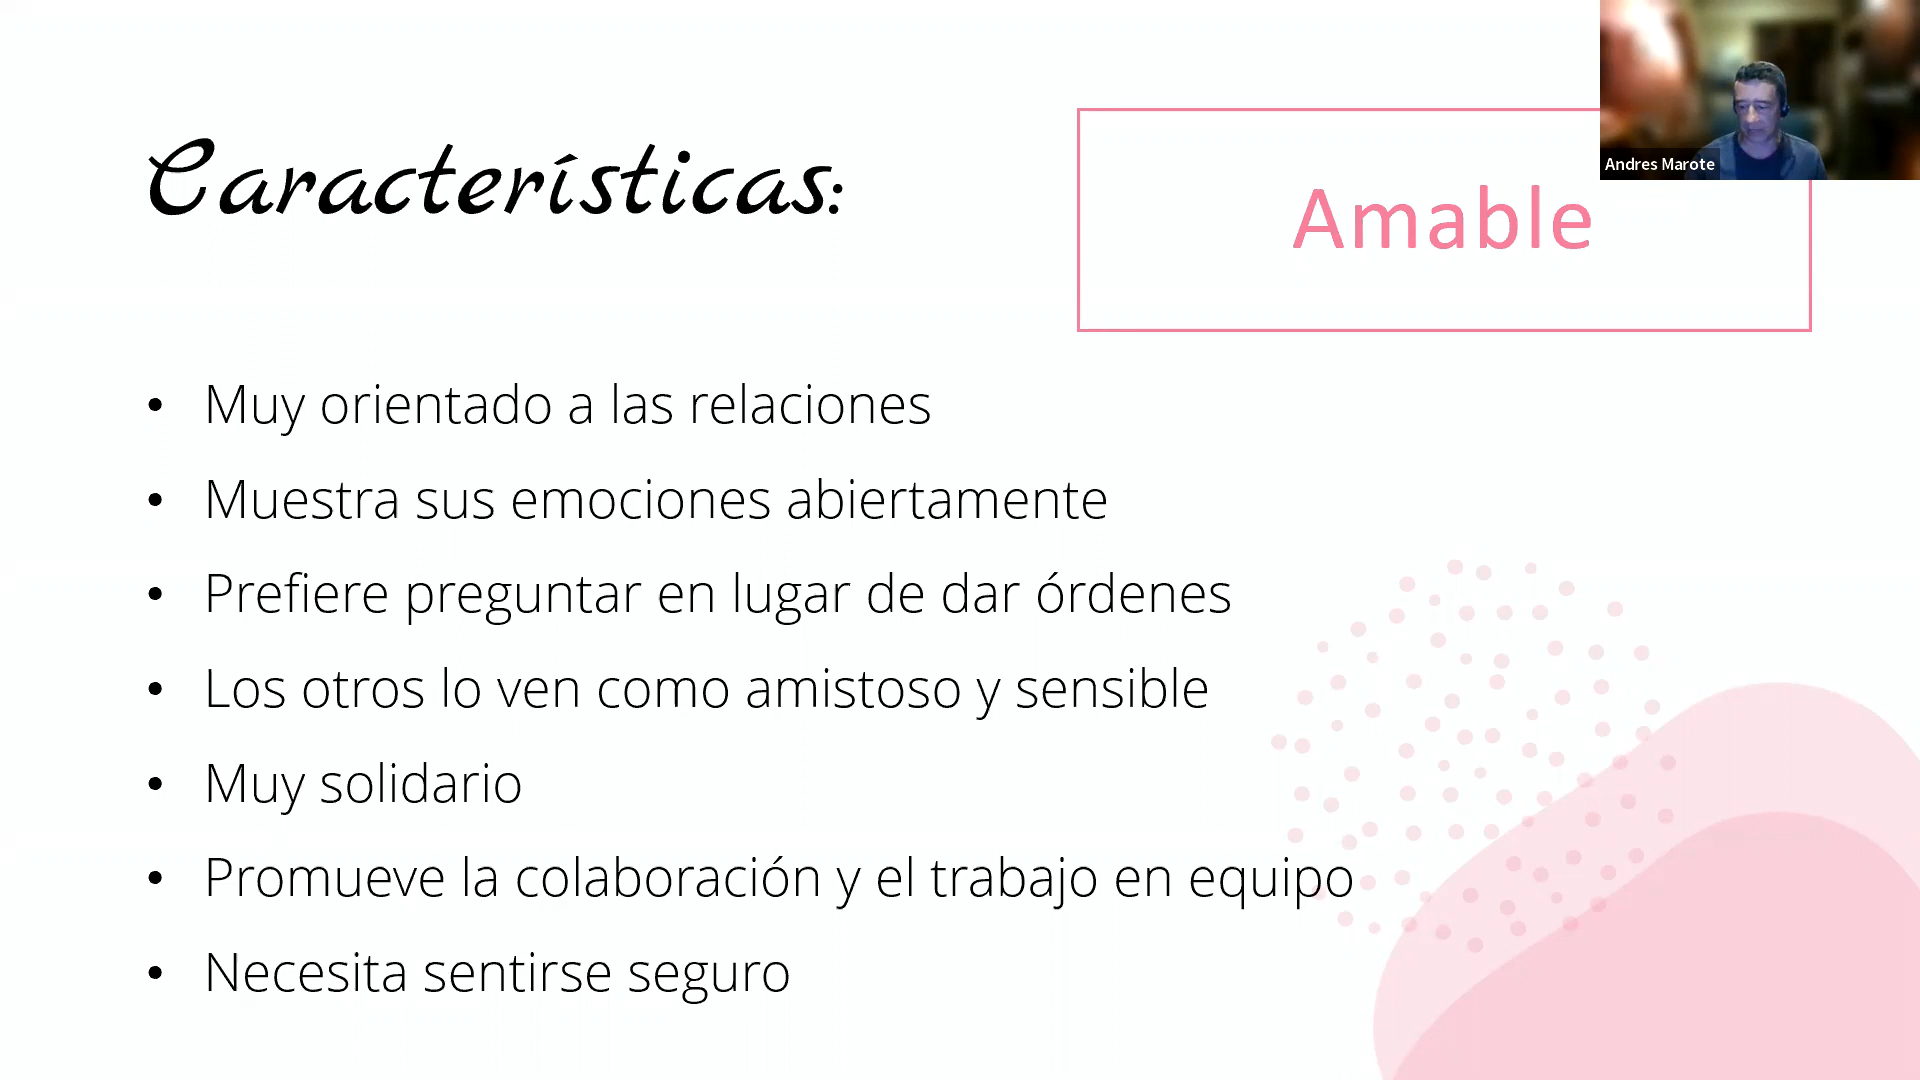 Características:
Amable
Andres Marote
• Muy orientado a las relaciones
• Muestra sus emociones abiertamente
• Prefiere preguntar en lugar de dar órdenes
• Los otros lo ven como amistoso y sensible
• Muy solidario
• Promueve la colaboración y el trabajo en equipo
• Necesita sentirse seguro